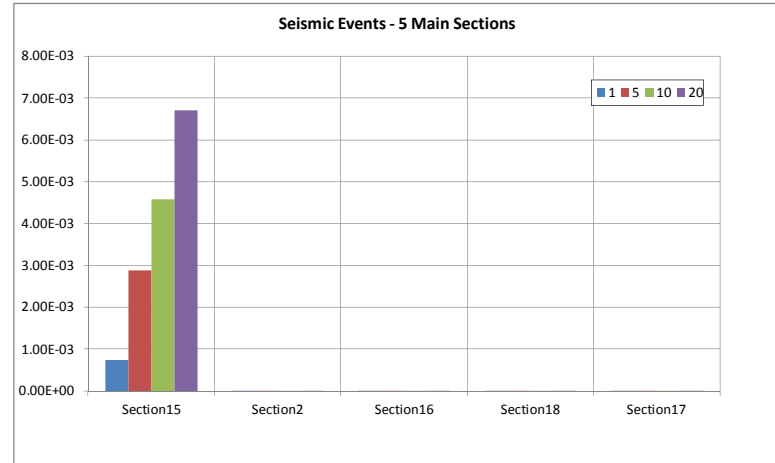 Seismic Events - 5 Main Sections
8.00E-03
7.00E-03
6.00E-03
5.00E-03
4.00E-03
3.00E-03
2.00E-03
1.00E-03
0.00E+00
1 5 10 20
Section15 Section2 Section16 Section18 Section17